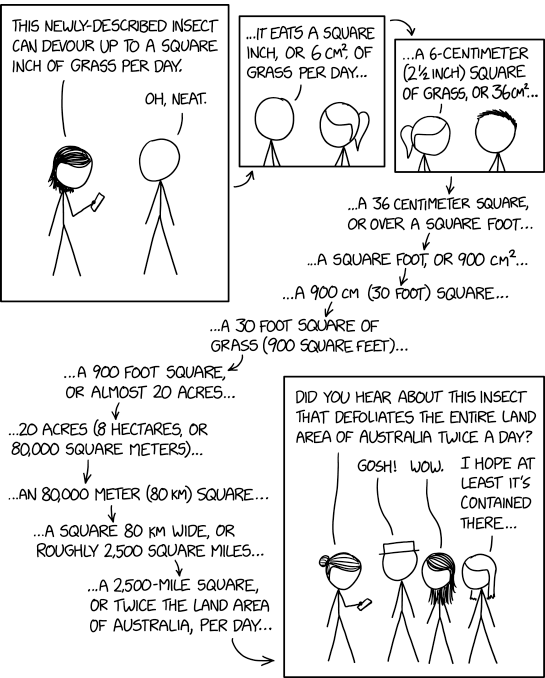 THIS NEWLY-DESCRIBED INSECT
CAN DEVOUR UP TO A SQUARE
INCH OF GRASS PER DAY.
OH, NEAT.
...IT EATS A SQUARE
INCH, OR 6 CM², OF
GRASS PER DAY...
...A 6-CENTIMETER
(2½ INCH) SQUARE
OF GRASS, OR 36CM²...
...A 36 CENTIMETER SQUARE,
OR OVER A SQUARE FOOT...
...A SQUARE FOOT, OR 900 CM²...
...A 900 CM (30 FOOT) SQUARE...
...A 30 FOOT SQUARE OF
GRASS (900 SQUARE FEET)...
...A 900 FOOT SQUARE,
OR ALMOST 20 ACRES...
...20 ACRES (8 HECTARES, OR
80,000 SQUARE METERS)...
...AN 80,000 METER (80 KM) SQUARE...
...A SQUARE 80 KM WIDE, OR
ROUGHLY 2,500 SQUARE MILES...
...A 2,500-MILE SQUARE,
OR TWICE THE LAND AREA
OF AUSTRALIA, PER DAY...
DID YOU HEAR ABOUT THIS INSECT
THAT DEFOLIATES THE ENTIRE LAND
AREA OF AUSTRALIA TWICE A DAY?
GOSH!
WOW.
I HOPE AT
LEAST IT'S
CONTAINED
THERE...